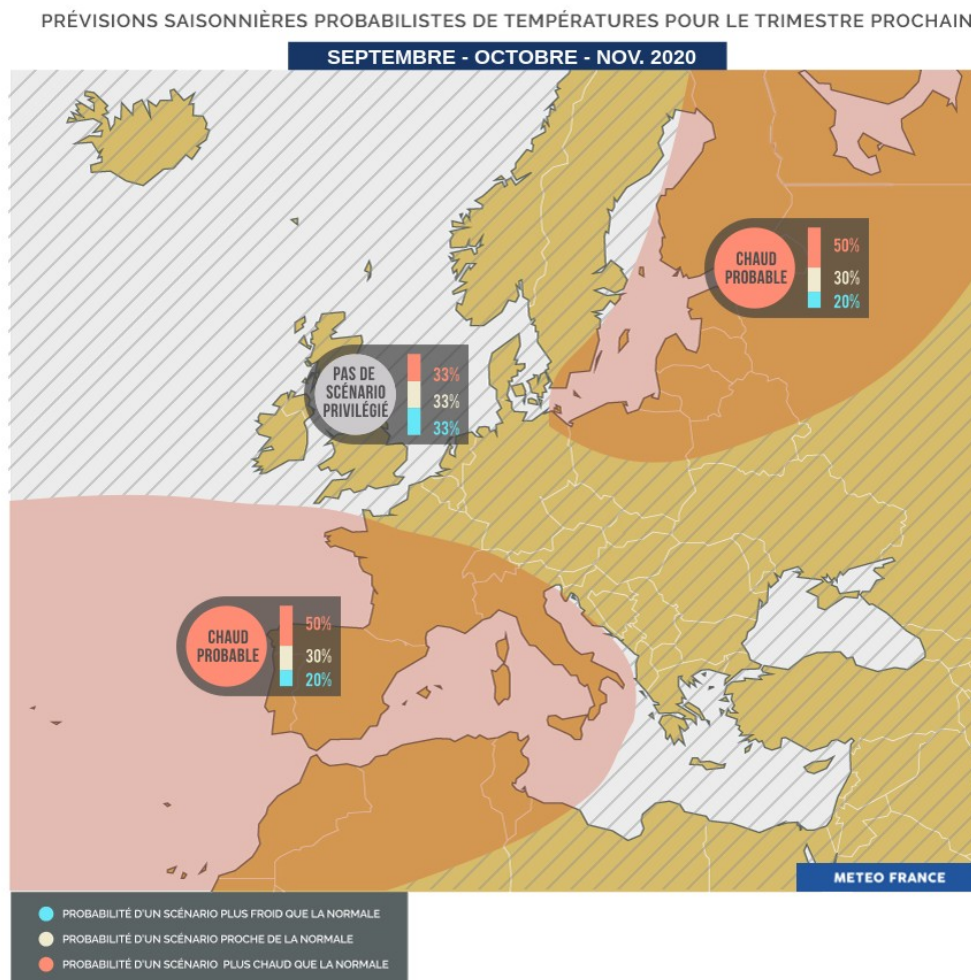 PRÉVISIONS SAISONNIÈRES PROBABILISTES DE TEMPÉRATURES POUR LE TRIMESTRE PROCHAIN
SEPTEMBRE - OCTOBRE - NOV. 2020
CHAUD
PROBABLE
50%
30%
20%
PAS DE
SCÉNARIO
PRIVILÉGIÉ
33%
33%
33%
CHAUD
PROBABLE
50%
30%
20%
METEO FRANCE
PROBABILITÉ D'UN SCÉNARIO PLUS FROID QUE LA NORMALE
PROBABILITÉ D'UN SCÉNARIO PROCHE DE LA NORMALE
PROBABILITÉ D'UN SCÉNARIO PLUS CHAUD QUE LA NORMALE